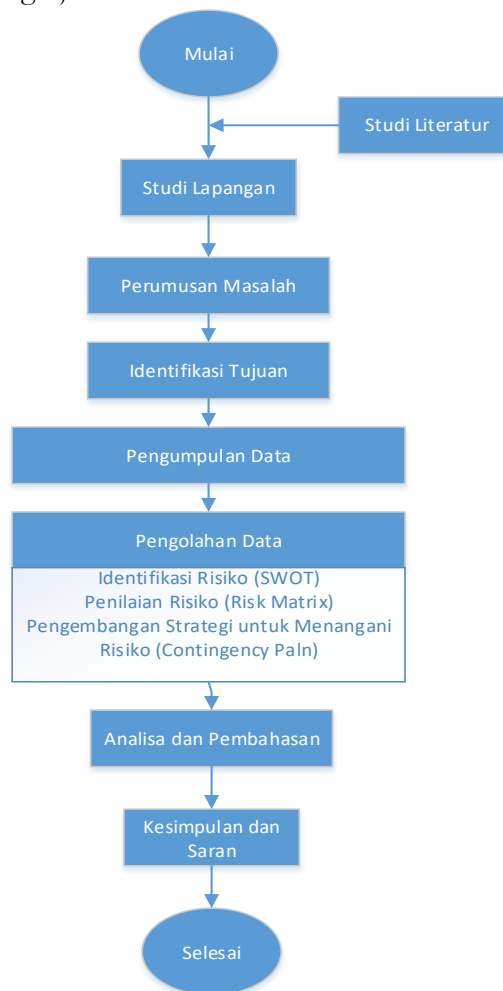 Mulai
Studi Literatur
Studi Lapangan
Perumusan Masalah
Identifikasi Tujuan
Pengumpulan Data
Pengolahan Data
Identifikasi Risiko (SWOT)
Penilaian Risiko (Risk Matrix)
Pengembangan Strategi untuk Menangani
Risiko (Contingency Paln)
Analisa dan Pembahasan
Kesimpulan dan
Saran
Selesai